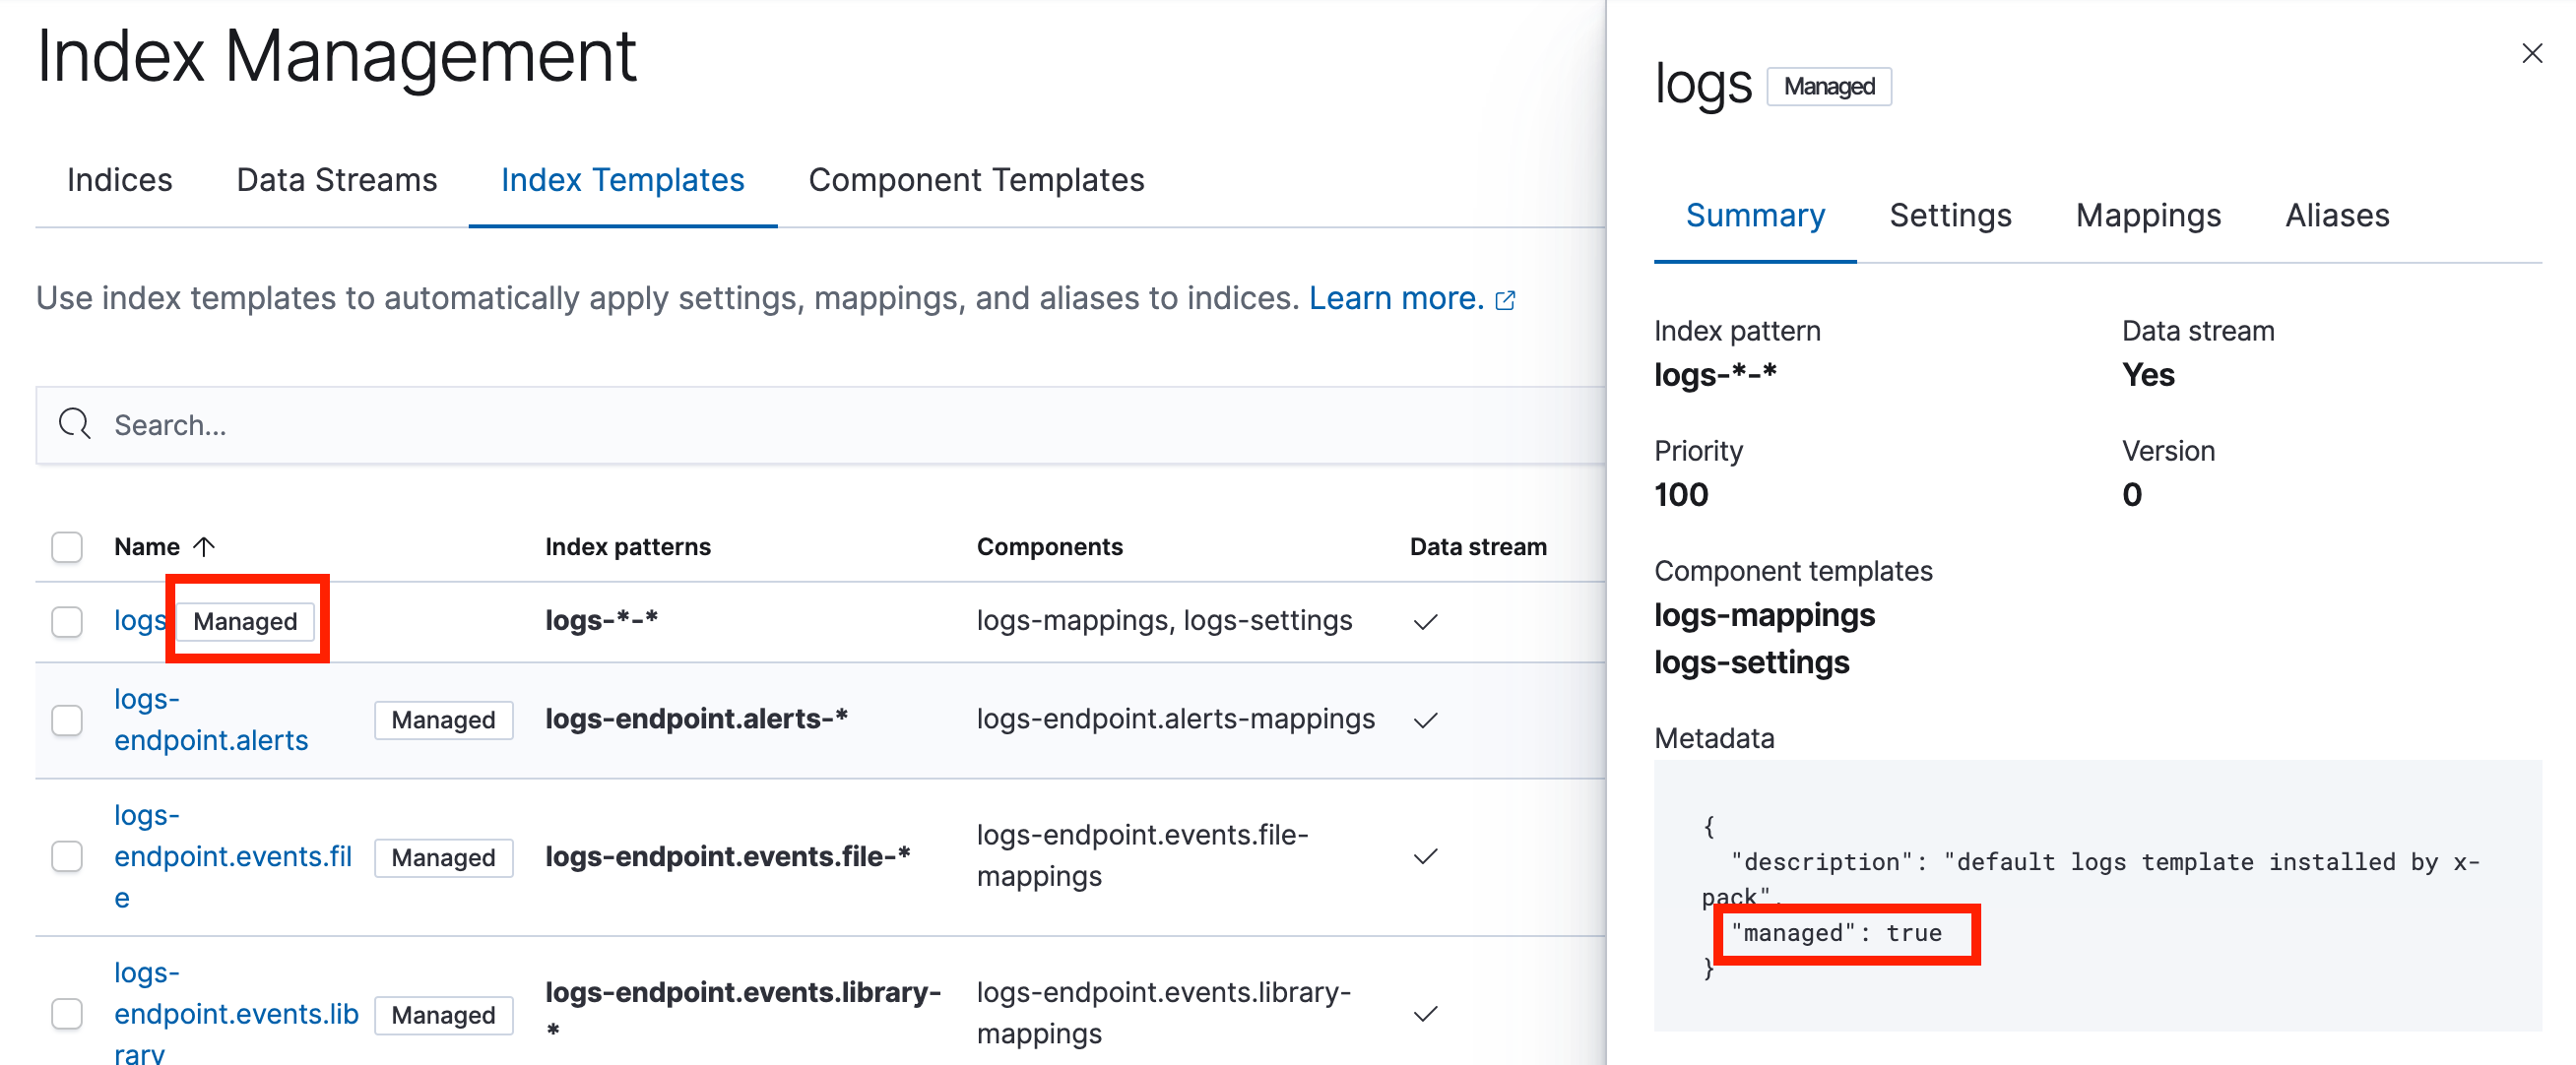 Index Management
Indices Data Streams Index Templates Component Templates
Use index templates to automatically apply settings, mappings, and aliases to indices. Learn more.
Search...
Name Index patterns Components Data stream
logs Managed logs-*-* logs-mappings, logs-settings
logs-
endpoint.alerts Managed logs-endpoint.alerts-* logs-endpoint.alerts-mappings
logs-
endpoint.events.fil
e Managed logs-endpoint.events.file-* logs-endpoint.events.file-
mappings
logs-
endpoint.events.lib
rary Managed logs-endpoint.events.library-
* logs-endpoint.events.library-
mappings
logs Managed
Summary Settings Mappings Aliases
Index pattern Data stream
logs-*-* Yes
Priority Version
100 0
Component templates
logs-mappings
logs-settings
Metadata
{
"description": "default logs template installed by x-
pack",
"managed": true
}